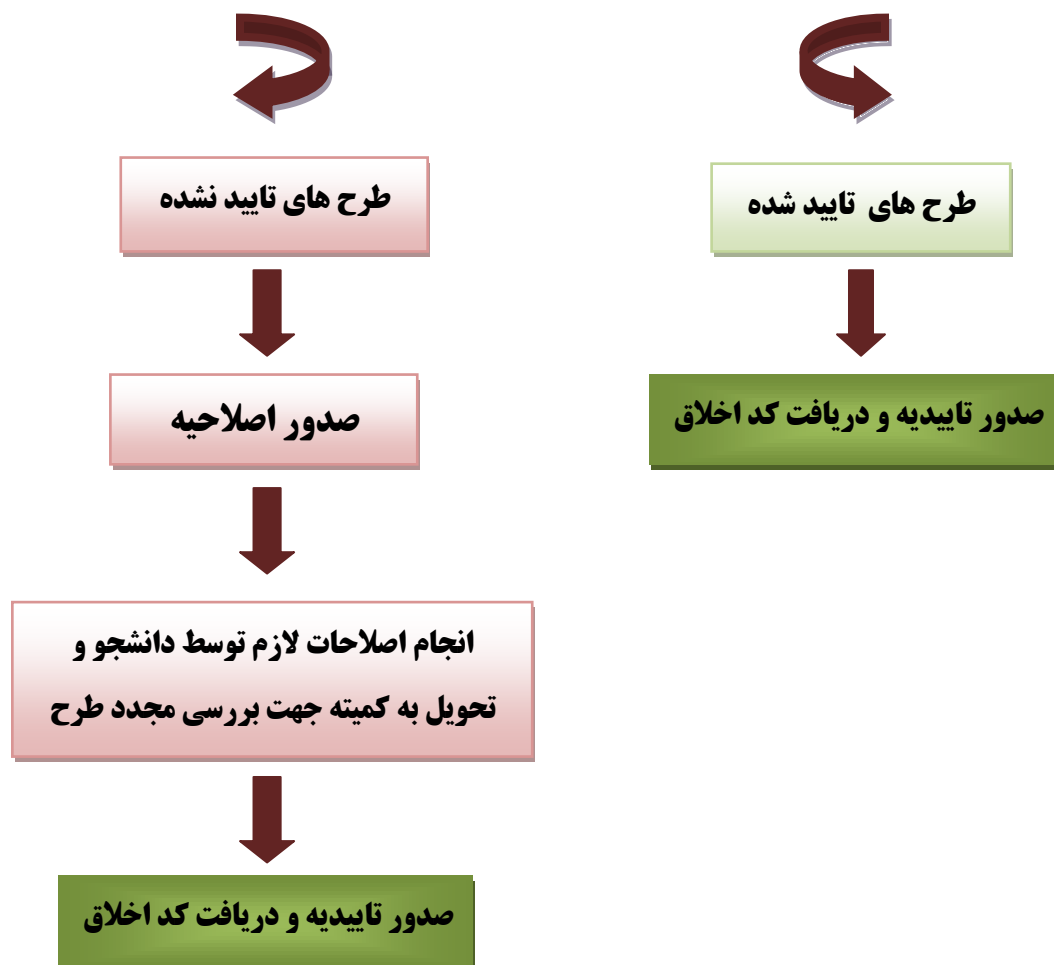 طرح های تایید شده
صدور تاییدیه و دریافت کد اخلاق
طرح های تایید نشده
صدور اصلاحیه
انجام اصلاحات لازم توسط دانشجو و
تحویل به کمیته جهت بررسی مجدد طرح
صدور تاییدیه و دریافت کد اخلاق